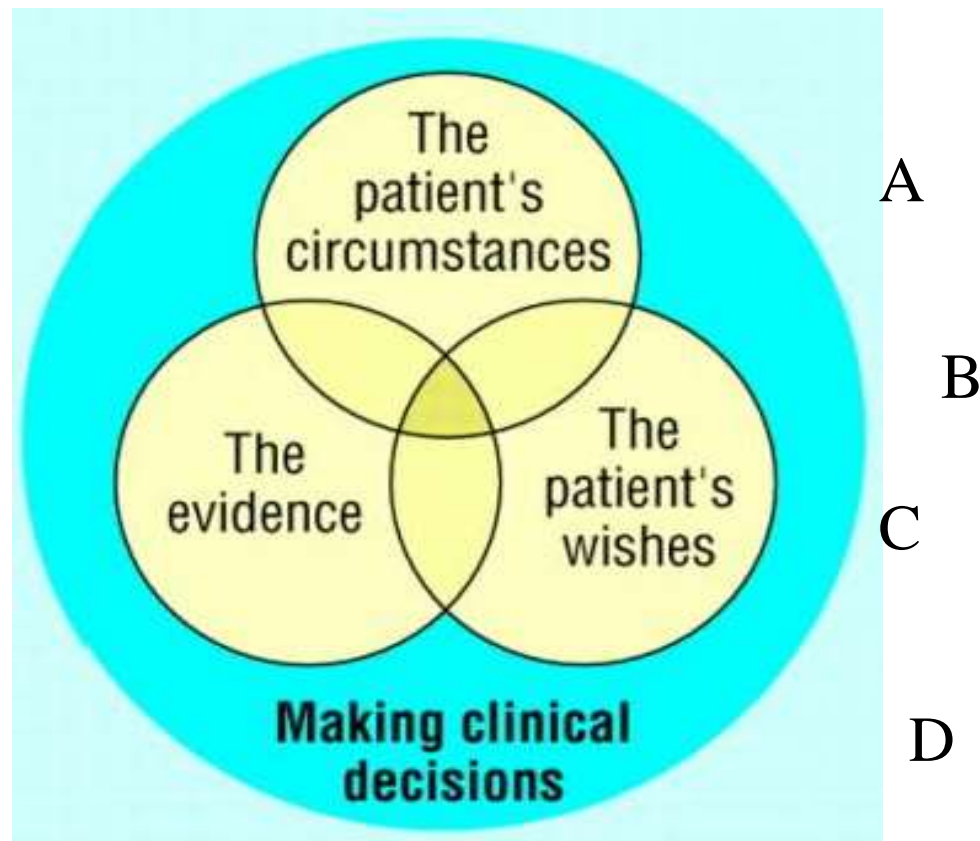 The
patient's
circumstances
A
B
The
evidence
The
patient's
wishes
C
Making clinical
decisions
D